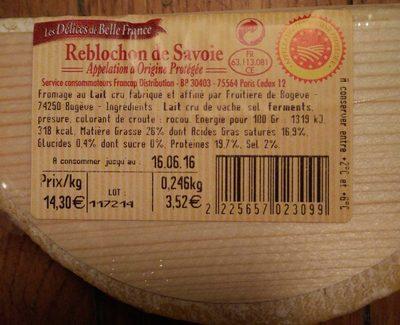 Les Délices de Belle France
Reblochon de Savoie
Appellation d'Origine Protégée
FR
63.113.081
CE
Service consommateurs Francap Distribution - BP 30403 - 75564 Paris Cedex 12
Fromage au Lait cru fabriqué et affiné par Fruitière de Bogève -
74250 Bogève - Ingrédients : Lait cru de vache, sel, ferments,
présure, colorant de croute : rocou. Energie pour 100 Gr : 1319 kJ,
318 kcal, Matière Grasse 26% dont Acides Gras saturés 16,9%,
Glucides 0,4% dont sucre 0%, Protéines 19,7%, Sel 2%.
A consommer jusqu'au : 16.06.16
Prix/kg
LOT :
0,246kg
14,30€
117214
3,52€
2 225657 023099
A conserver entre +2°C et +6°C